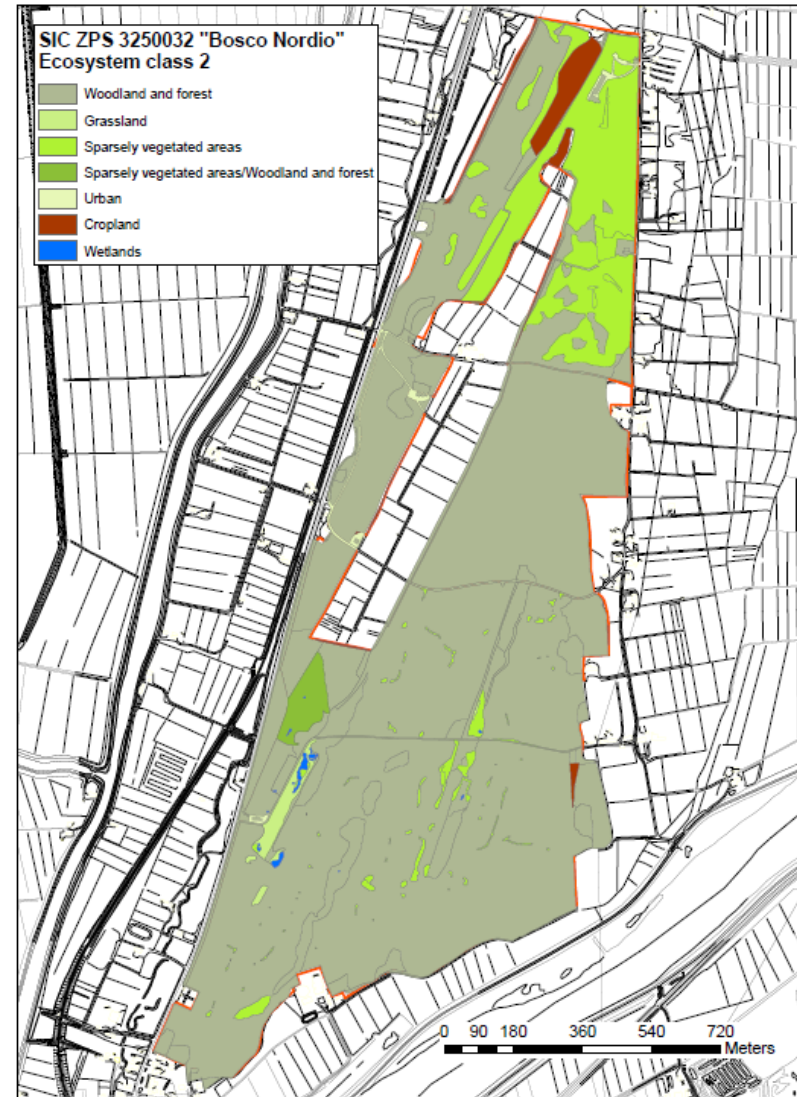 SIC ZPS 3250032 "Bosco Nordio"
Ecosystem class 2
Woodland and forest
Grassland
Sparsely vegetated areas
Sparsely vegetated areas/Woodland and forest
Urban
Cropland
Wetlands
0 90 180 360 540 720
Meters